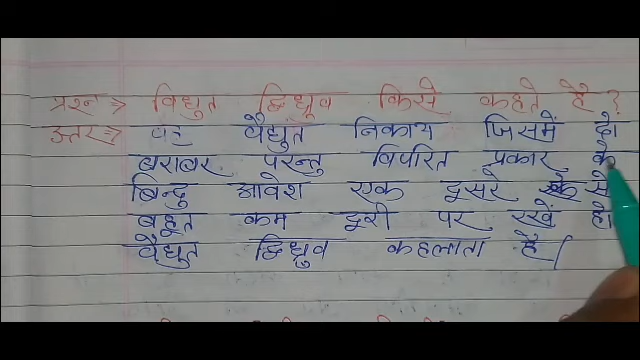 प्रश्न ⇒ विधुत द्विध्रुव किसे कहते है ?
उत्तर ⇒ वह वैधुत निकाय जिसमें दो
बराबर परन्तु विपरित प्रकार के
बिन्दु आवेश एक दूसरे से
बहुत कम दूरी पर रखें हो
वैधुत द्विध्रुव कहलाता है।